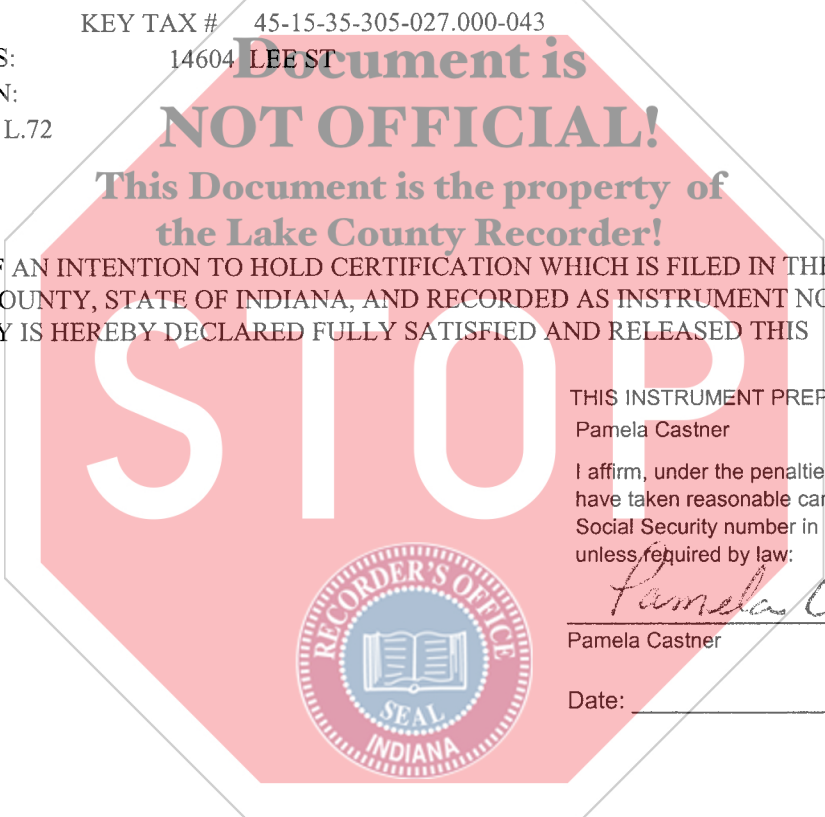 KEY TAX # 45-15-35-305-027.000-043
S: 14604 LEE ST
N:
L.72
Document is
NOT OFFICIAL!
This Document is the property of
the Lake County Recorder!
F AN INTENTION TO HOLD CERTIFICATION WHICH IS FILED IN THE
OUNTY, STATE OF INDIANA, AND RECORDED AS INSTRUMENT NO
Y IS HEREBY DECLARED FULLY SATISFIED AND RELEASED THIS
STOP
THIS INSTRUMENT PREP
Pamela Castner
I affirm, under the penaltie
have taken reasonable car
Social Security number in
unless required by law:
Pamela C
Pamela Castner
Date:
RECORDER'S OFFICE
SEAL
INDIANA